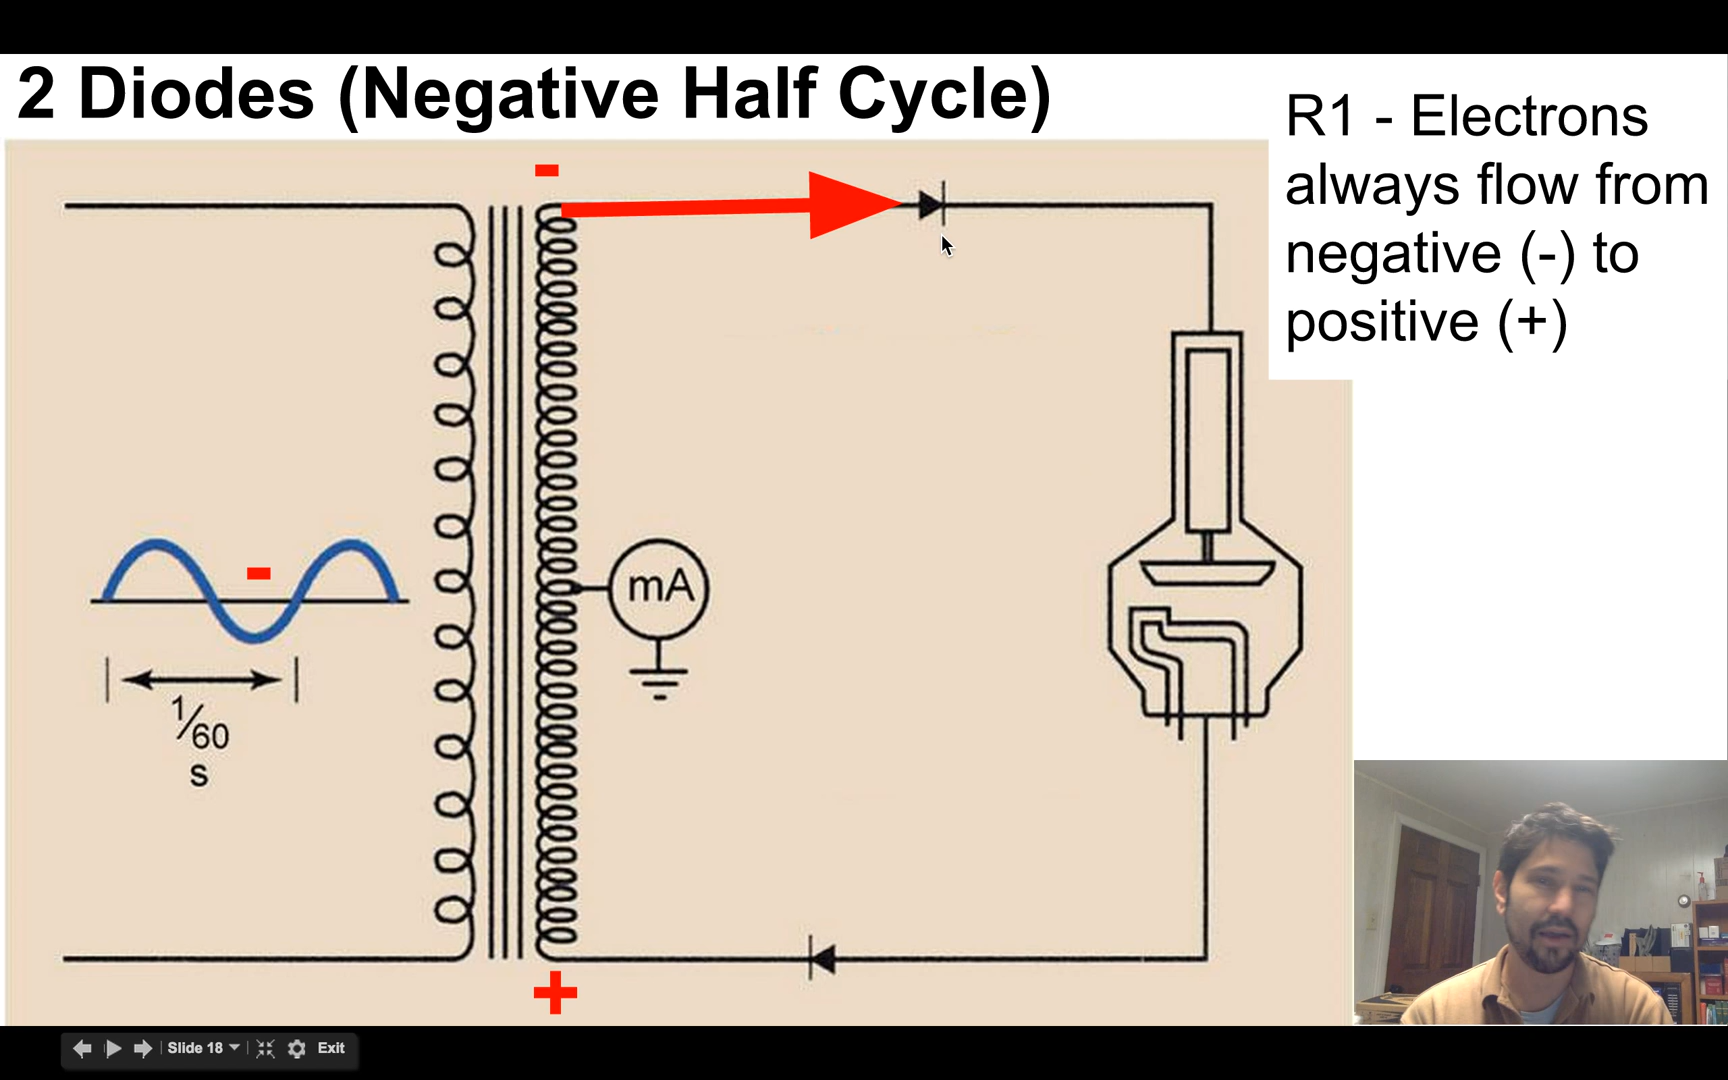 2 Diodes (Negative Half Cycle)
R1 - Electrons
always flow from
negative (-) to
positive (+)
-
-
mA
1/60
s
+
Slide 18
Exit